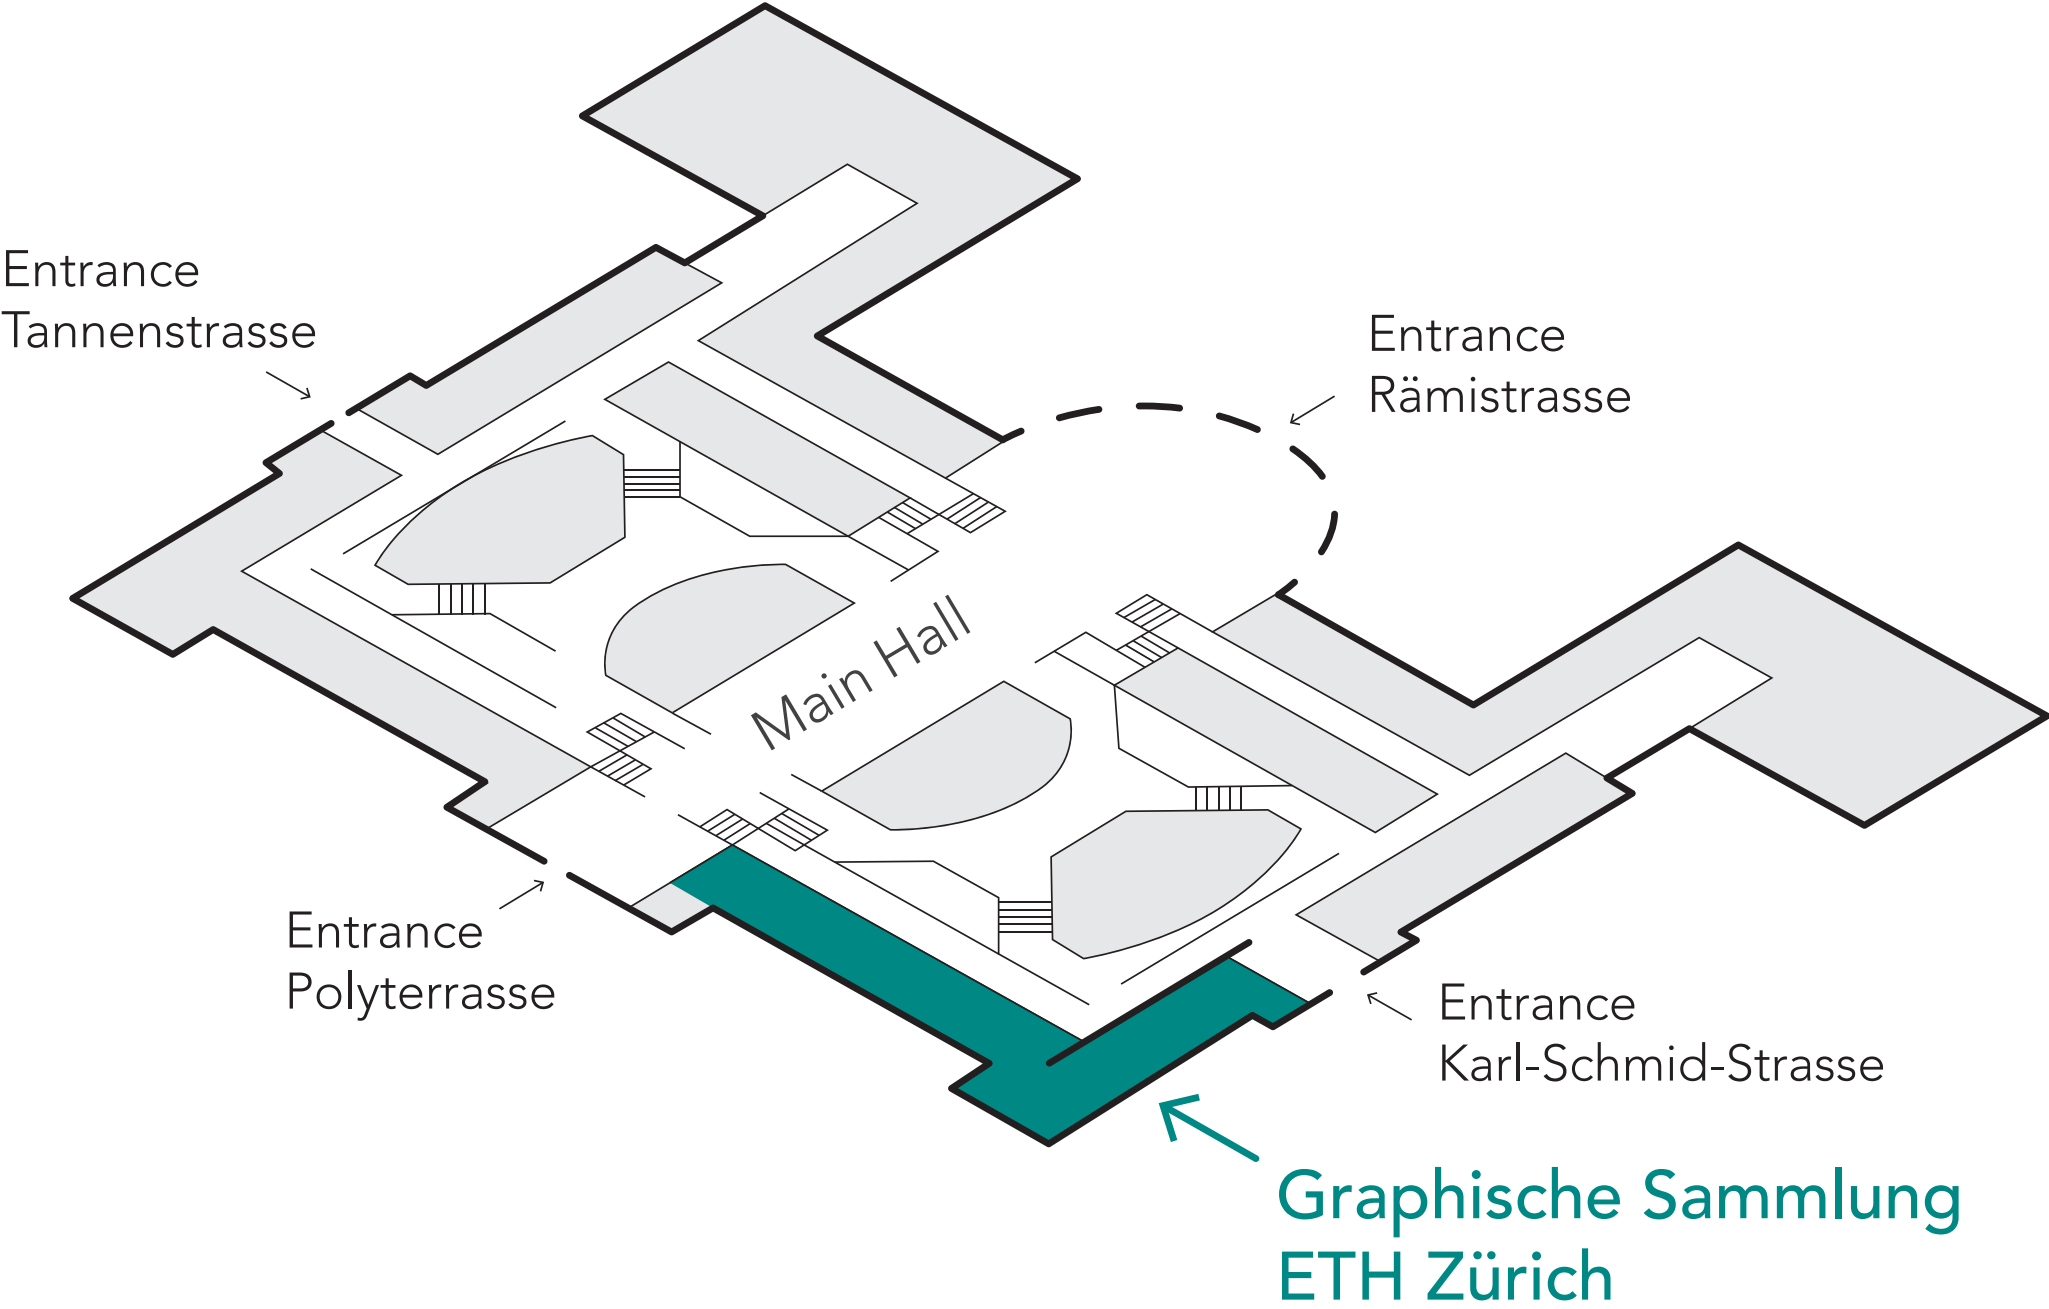 Entrance
Tannenstrasse
Entrance
Rämistrasse
Main Hall
Entrance
Polyterrasse
Entrance
Karl-Schmid-Strasse
Graphische Sammlung
ETH Zürich